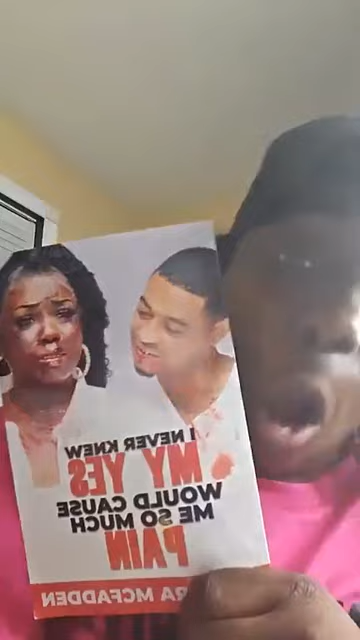 I NEVER KNEW
MY YES
WOULD CAUSE
ME SO MUCH
PAIN
RA MCFADDEN